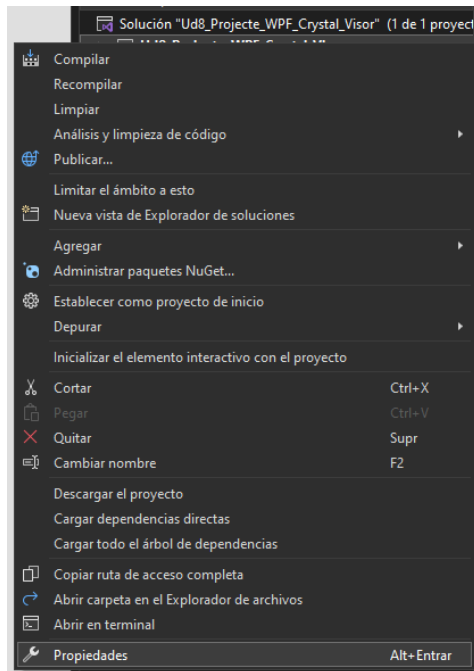 Solución "Ud8_Projecte_WPF_Crystal_Visor" (1 de 1 proyect
Compilar
Recompilar
Limpiar
Análisis y limpieza de código
Publicar...
Limitar el ámbito a esto
Nueva vista de Explorador de soluciones
Agregar
Administrar paquetes NuGet...
Establecer como proyecto de inicio
Depurar
Inicializar el elemento interactivo con el proyecto
Cortar Ctrl+X
Pegar Ctrl+V
Quitar Supr
Cambiar nombre F2
Descargar el proyecto
Cargar dependencias directas
Cargar todo el árbol de dependencias
Copiar ruta de acceso completa
Abrir carpeta en el Explorador de archivos
Abrir en terminal
Propiedades Alt+Entrar